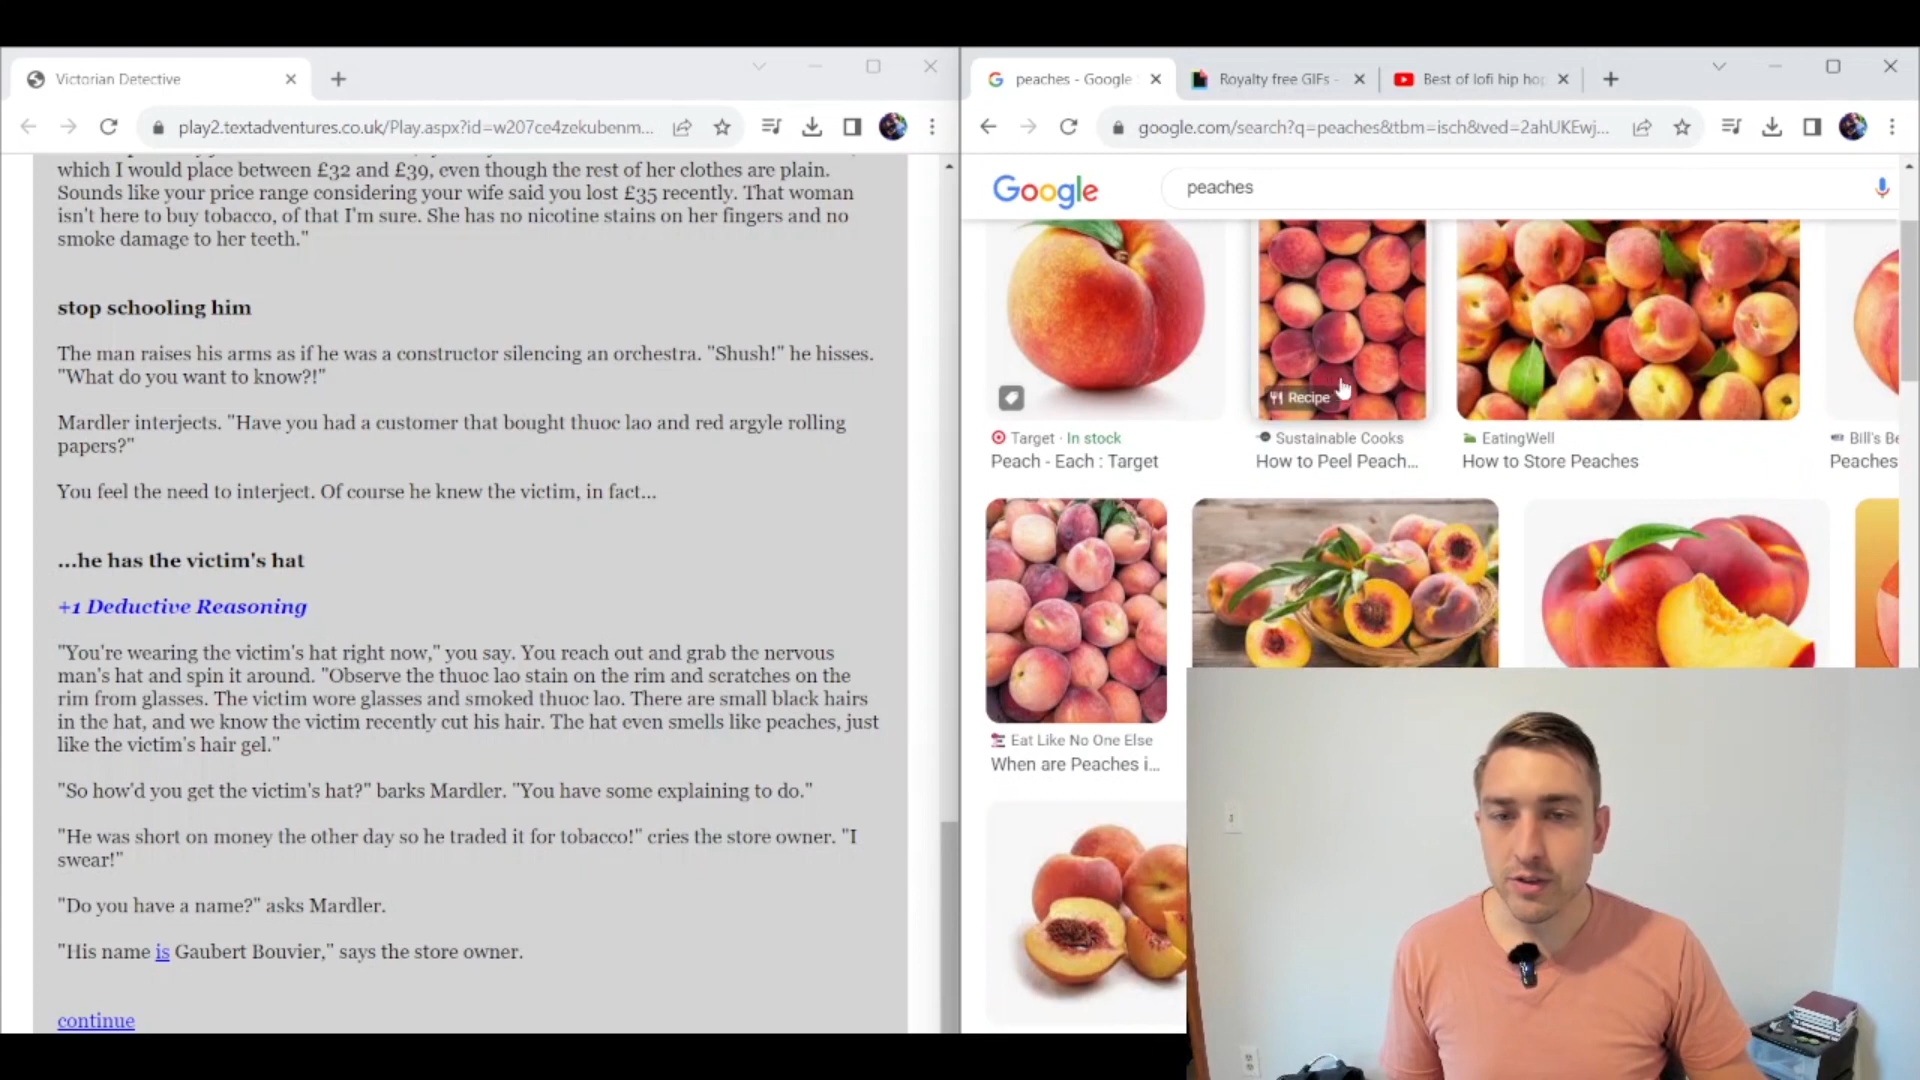 Victorian Detective
play2.textadventures.co.uk/Play.aspx?id=w207ce4zekubenm...
which I would place between £32 and £39, even though the rest of her clothes are plain.
Sounds like your price range considering your wife said you lost £35 recently. That woman
isn't here to buy tobacco, of that I'm sure. She has no nicotine stains on her fingers and no
smoke damage to her teeth."
stop schooling him
The man raises his arms as if he was a constructor silencing an orchestra. "Shush!" he hisses.
"What do you want to know?!"
Mardler interjects. "Have you had a customer that bought thuoc lao and red argyle rolling
papers?"
You feel the need to interject. Of course he knew the victim, in fact...
...he has the victim's hat
+1 Deductive Reasoning
"You're wearing the victim's hat right now," you say. You reach out and grab the nervous
man's hat and spin it around. "Observe the thuoc lao stain on the rim and scratches on the
rim from glasses. The victim wore glasses and smoked thuoc lao. There are small black hairs
in the hat, and we know the victim recently cut his hair. The hat even smells like peaches, just
like the victim's hair gel."
"So how'd you get the victim's hat?" barks Mardler. "You have some explaining to do."
"He was short on money the other day so he traded it for tobacco!" cries the store owner. "I
swear!"
"Do you have a name?" asks Mardler.
"His name is Gaubert Bouvier," says the store owner.
continue
peaches - Google
Royalty free GIFs -
Best of lofi hip hop
google.com/search?q=peaches&tbm=isch&ved=2ahUKEwj...
Google
peaches
Recipe
Target · In stock
Peach - Each : Target
Sustainable Cooks
How to Peel Peach...
EatingWell
How to Store Peaches
Bill's Be
Peaches
Eat Like No One Else
When are Peaches i...